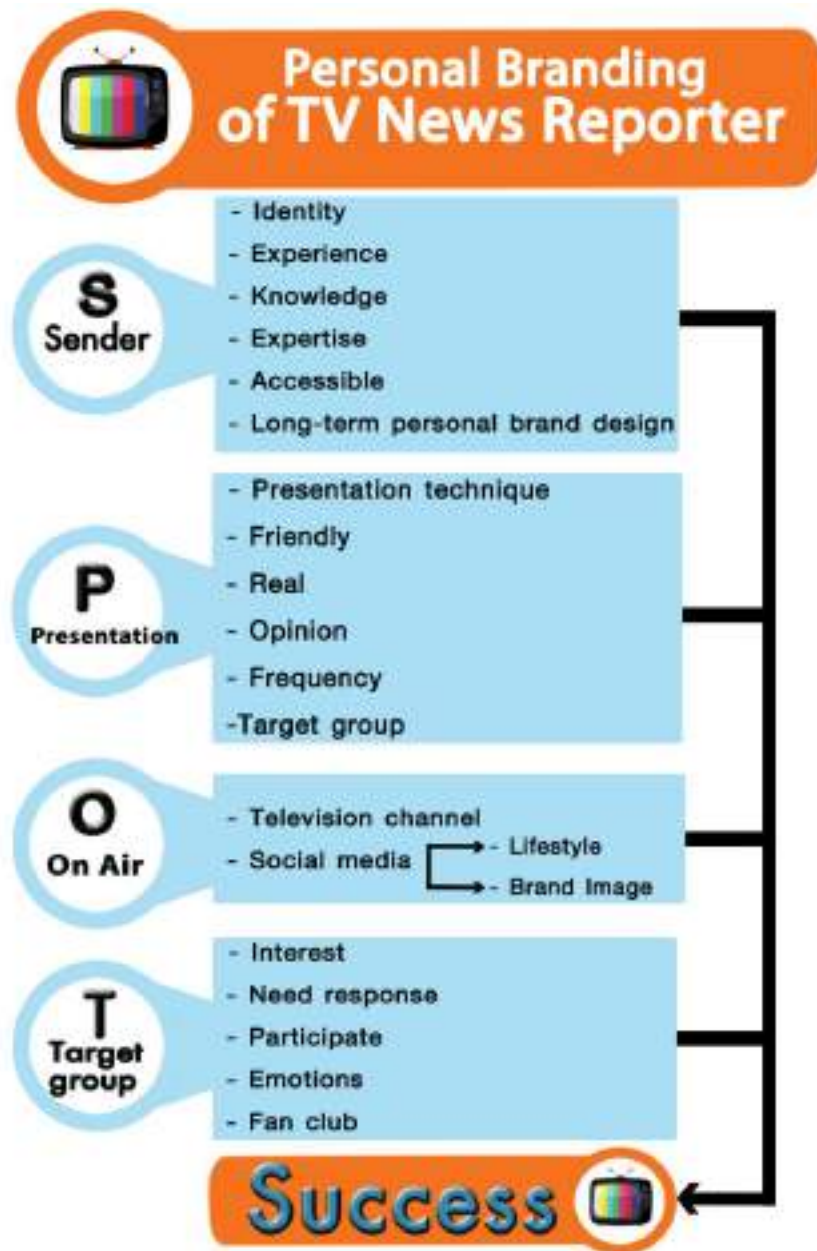 Personal Branding
of TV News Reporter
S
Sender
- Identity
- Experience
- Knowledge
- Expertise
- Accessible
- Long-term personal brand design
P
Presentation
- Presentation technique
- Friendly
- Real
- Opinion
- Frequency
-Target group
O
On Air
- Television channel
- Social media
- Lifestyle
- Brand Image
T
Target
group
- Interest
- Need response
- Participate
- Emotions
- Fan club
Success